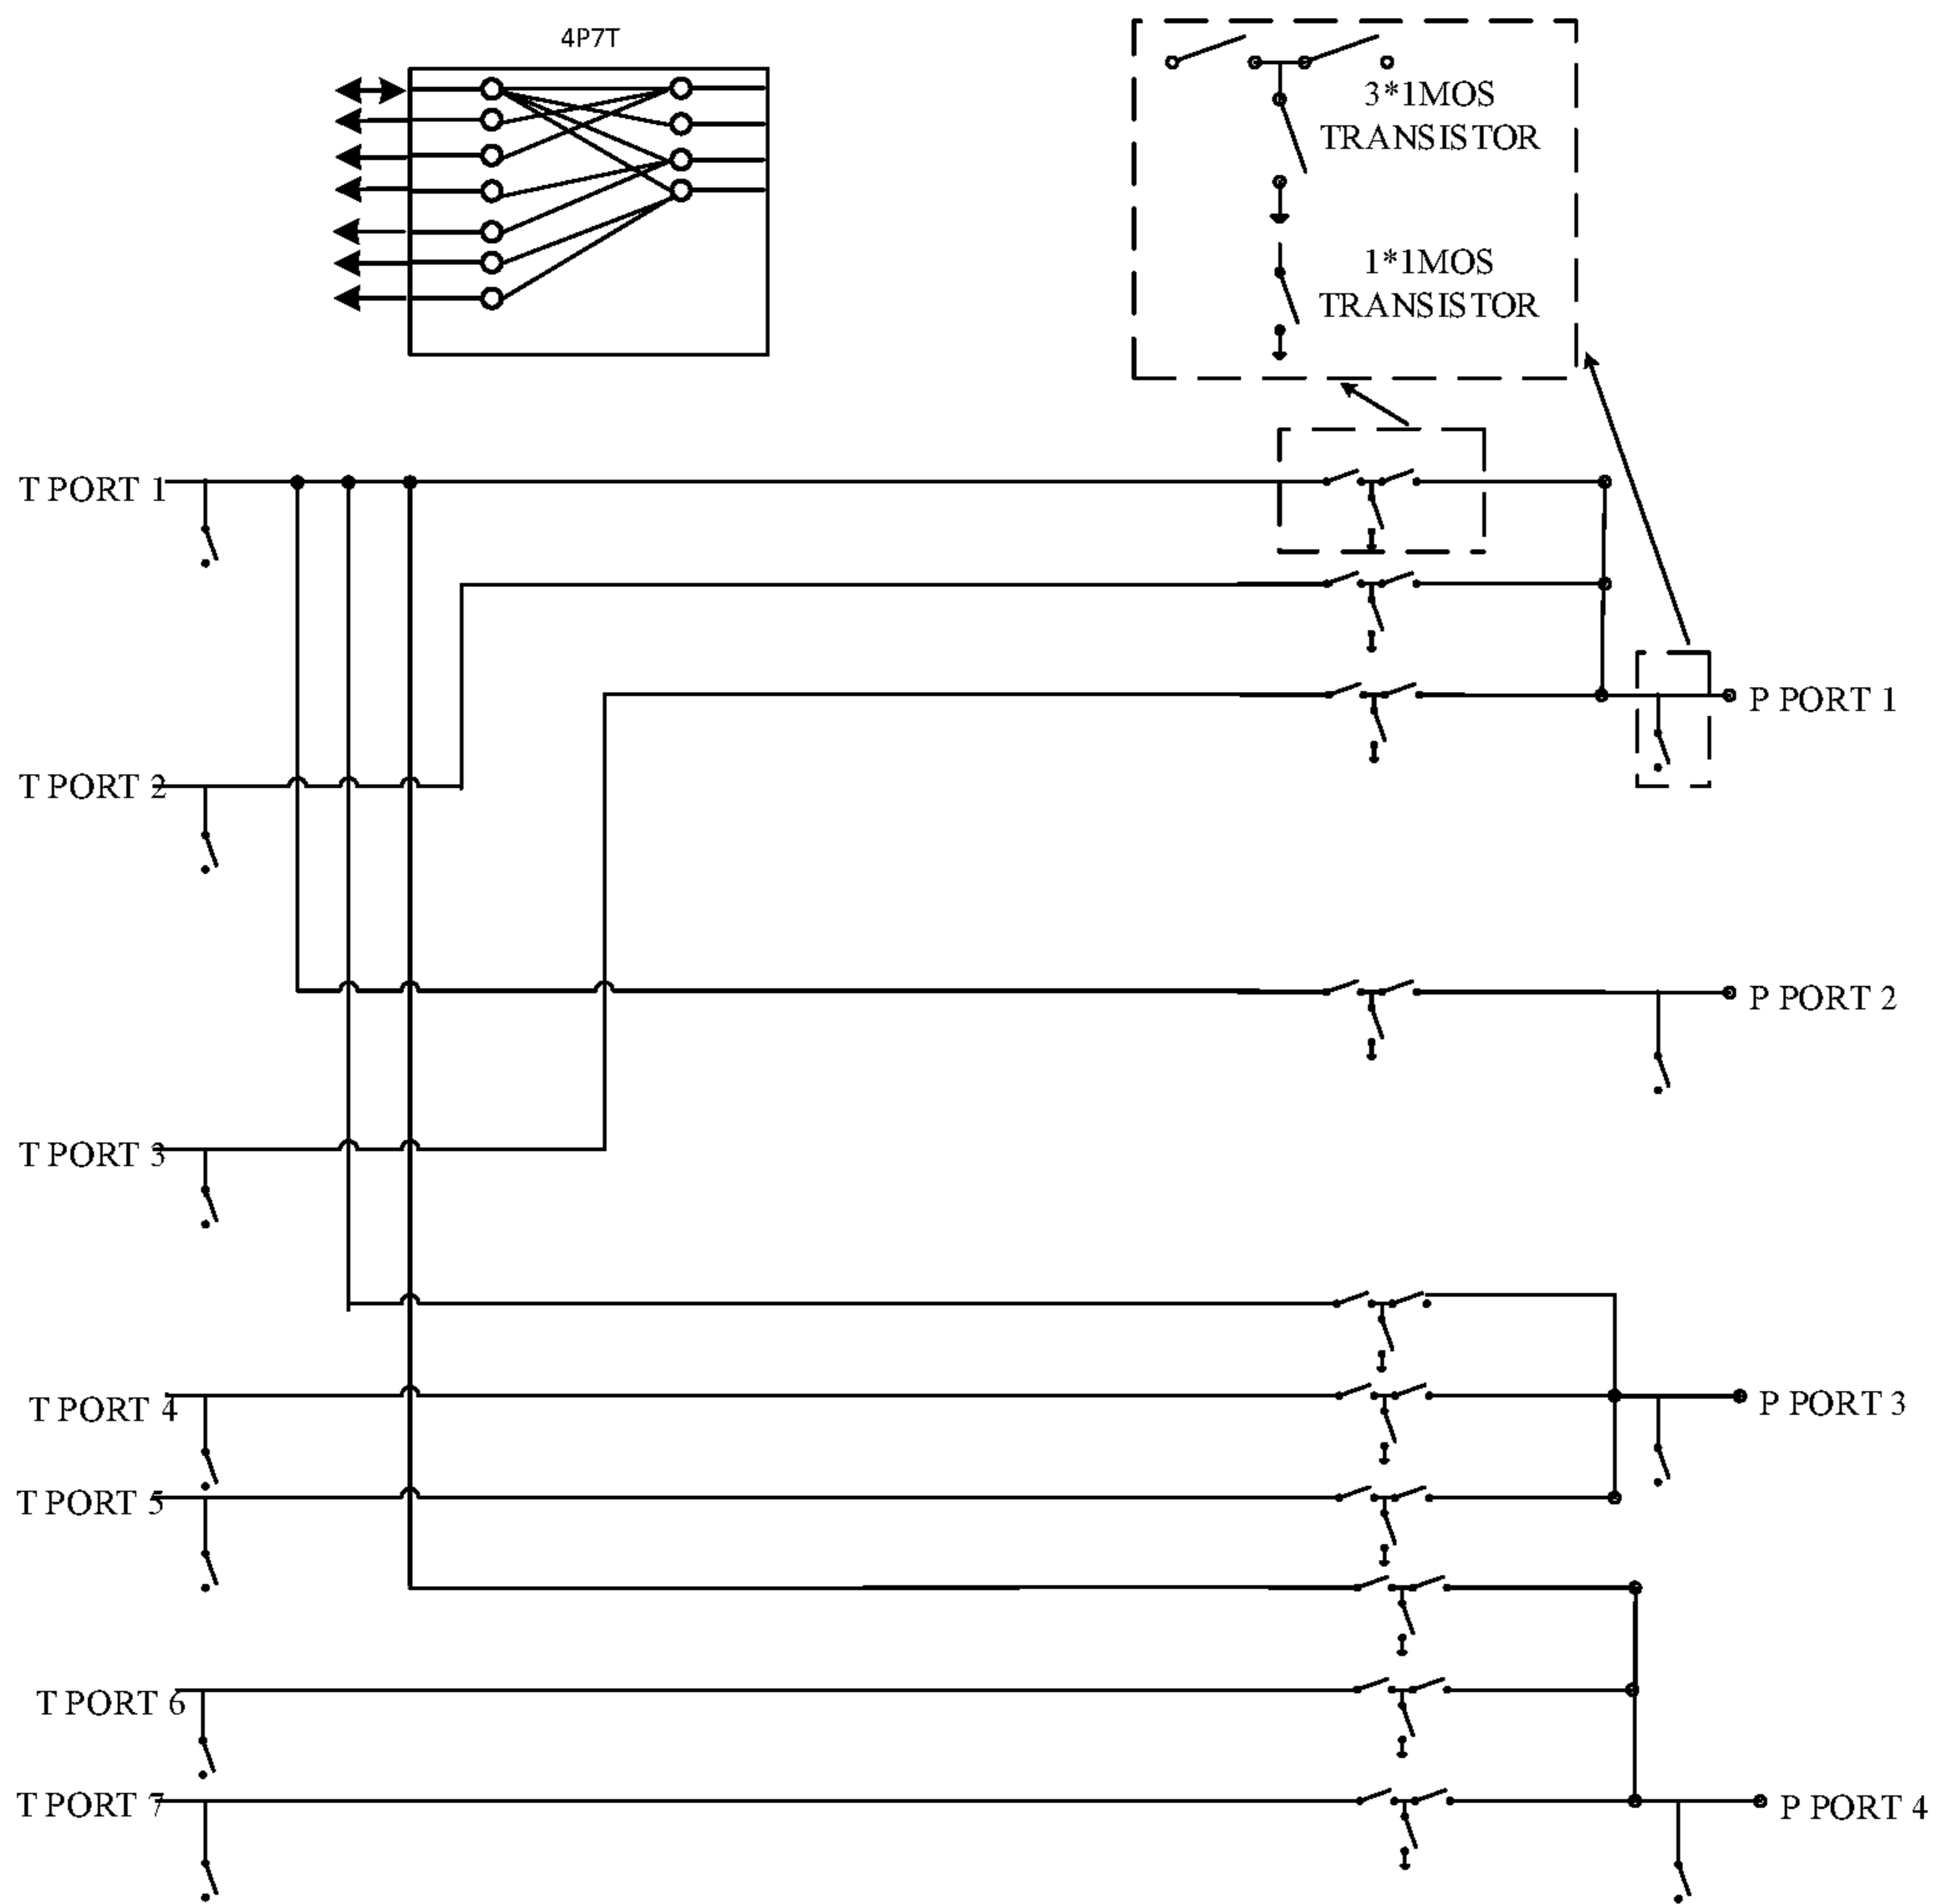 4P7T
3*1MOS
TRANSISTOR
1*1MOS
TRANSISTOR
T PORT 1
P PORT 1
T PORT 2
P PORT 2
T PORT 3
T PORT 4
P PORT 3
T PORT 5
T PORT 6
T PORT 7
P PORT 4